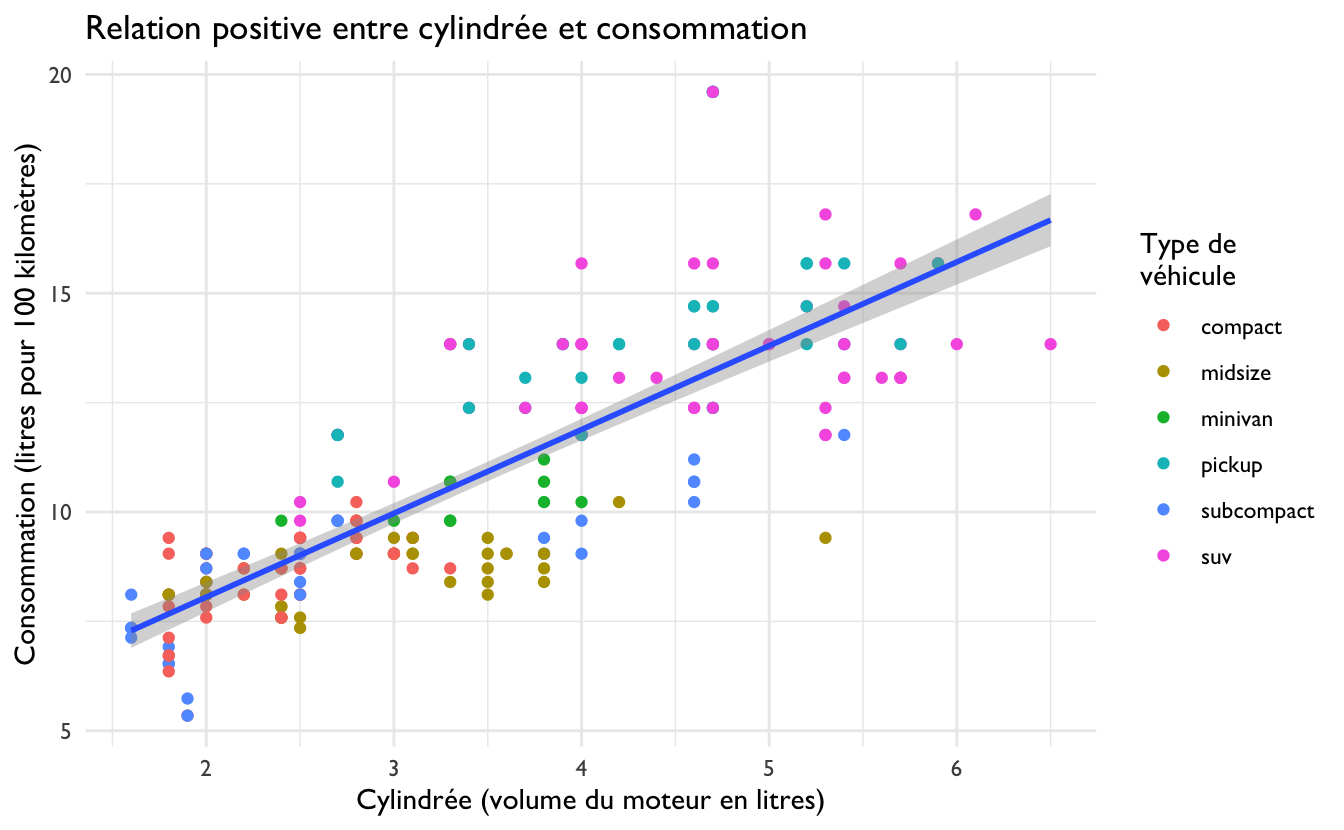 Relation positive entre cylindrée et consommation
Consommation (litres pour 100 kilomètres)
20
15
10
5
2 3 4 5 6
Cylindrée (volume du moteur en litres)
Type de
véhicule
compact
midsize
minivan
pickup
subcompact
suv